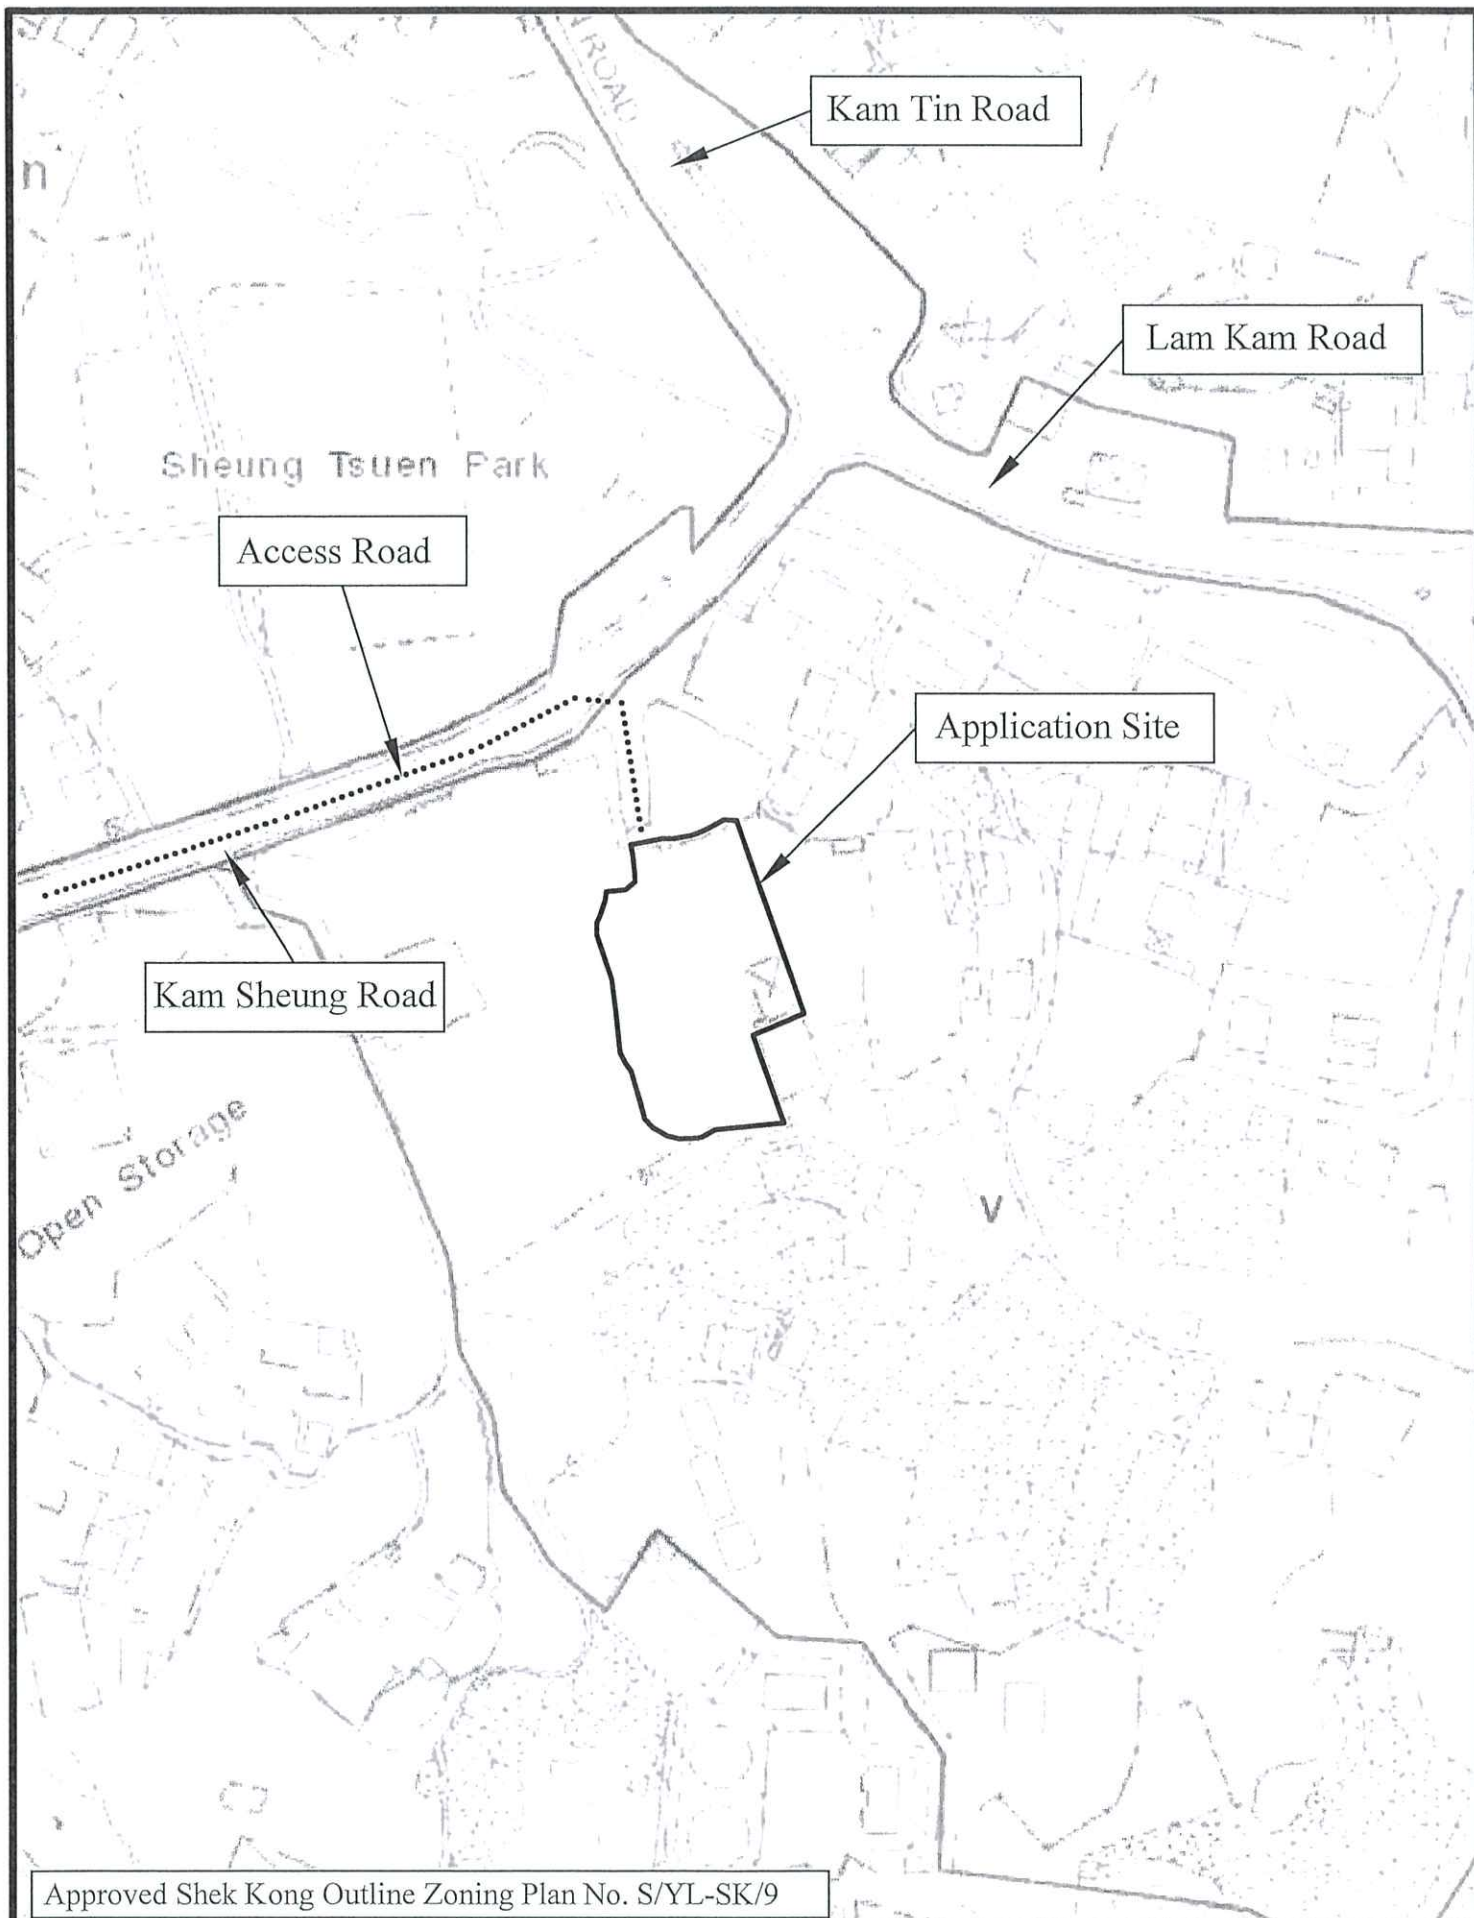 ROAD
Kam Tin Road
n
Lam Kam Road
Sheung Tsuen Park
Access Road
Application Site
Kam Sheung Road
Open Storage
V
Approved Shek Kong Outline Zoning Plan No. S/YL-SK/9